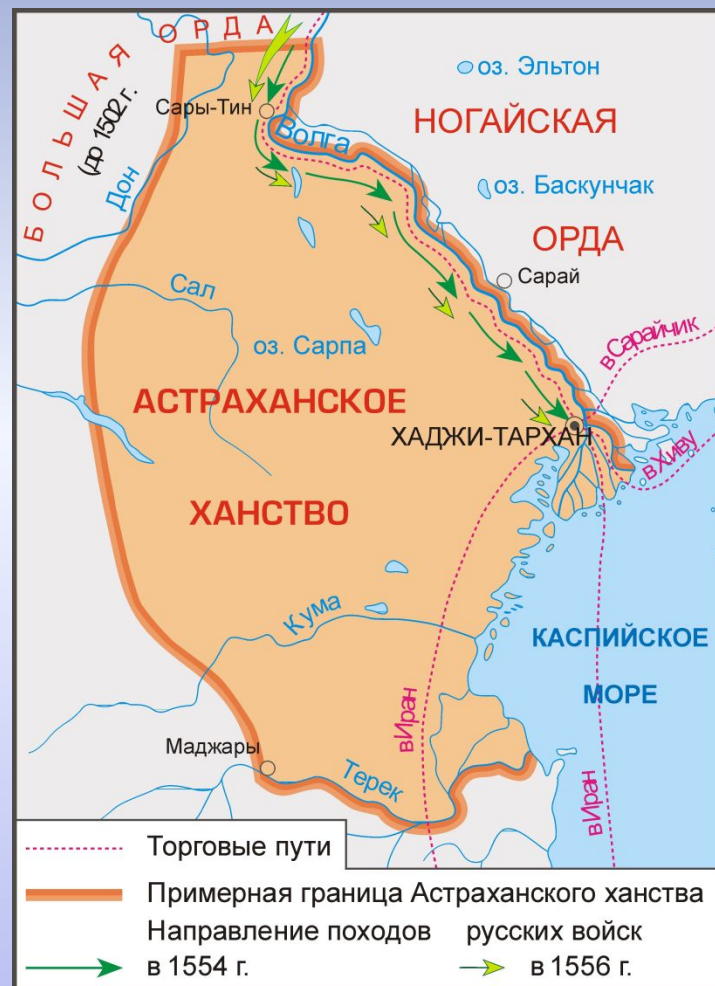 БОЛЬШАЯ ОРДА
(до 1502 г.)
оз. Эльтон
Сары-Тин
НОГАЙСКАЯ
Волга
Дон
оз. Баскунчак
ОРДА
Сарай
Сал
оз. Сарпа
в Сарайчик
АСТРАХАНСКОЕ
ХАДЖИ-ТАРХАН
в Хиву
ХАНСТВО
Кума
КАСПИЙСКОЕ
МОРЕ
в Иран
Маджары
Терек
в Иран
Торговые пути
Примерная граница Астраханского ханства
Направление походов русских войск
в 1554 г. в 1556 г.